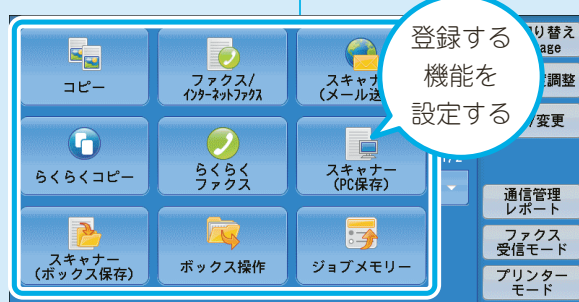 登録する
機能を
設定する
り替え
age
調整
変更
コピー
ファクス/
インターネットファクス
スキャナ
(メール送
らくらくコピー
らくらく
ファクス
スキャナー
(PC保存)
スキャナー
(ボックス保存)
ボックス操作
ジョブメモリー
通信管理
レポート
ファクス
受信モード
プリンター
モード